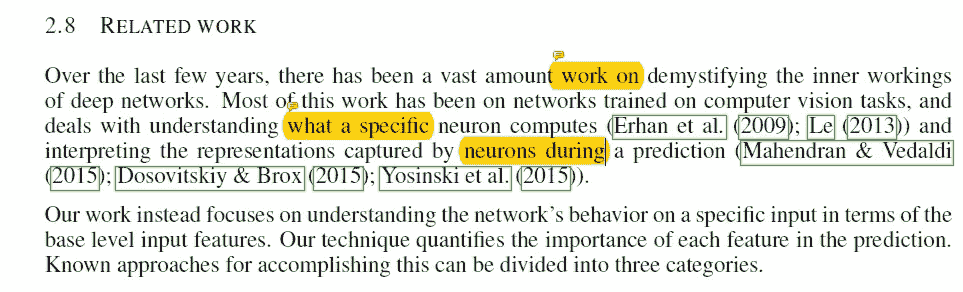 2.8 RELATED WORK
Over the last few years, there has been a vast amount work on demystifying the inner workings
of deep networks. Most of this work has been on networks trained on computer vision tasks, and
deals with understanding what a specific neuron computes (Erhan et al. (2009); Le (2013)) and
interpreting the representations captured by neurons during a prediction (Mahendran & Vedaldi
(2015); Dosovitskiy & Brox (2015); Yosinski et al. (2015)).
Our work instead focuses on understanding the network's behavior on a specific input in terms of the
base level input features. Our technique quantifies the importance of each feature in the prediction.
Known approaches for accomplishing this can be divided into three categories.